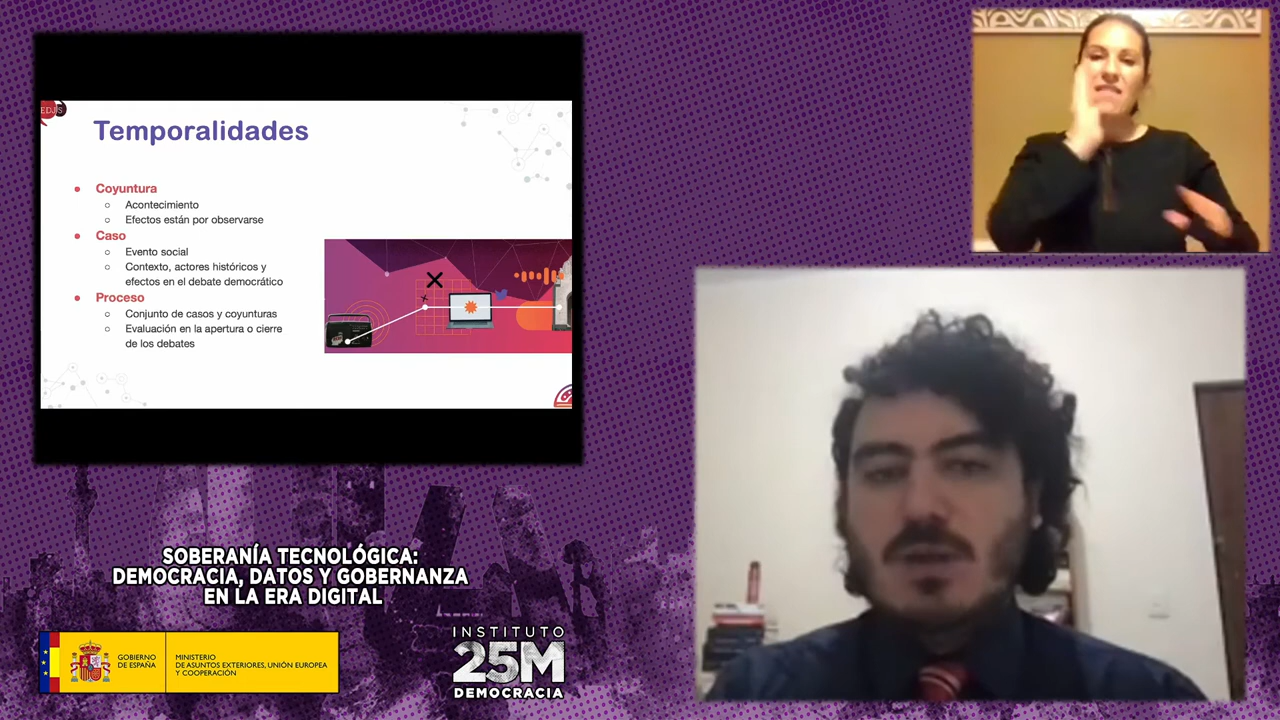 EDJS
Temporalidades
• Coyuntura
○ Acontecimiento
○ Efectos están por observarse
• Caso
○ Evento social
○ Contexto, actores históricos y
efectos en el debate democrático
• Proceso
○ Conjunto de casos y coyunturas
○ Evaluación en la apertura o cierre
de los debates
SOBERANÍA TECNOLÓGICA:
DEMOCRACIA, DATOS Y GOBERNANZA
EN LA ERA DIGITAL
GOBIERNO
DE ESPAÑA
MINISTERIO
DE ASUNTOS EXTERIORES, UNIÓN EUROPEA
Y COOPERACIÓN
INSTITUTO
25M
DEMOCRACIA